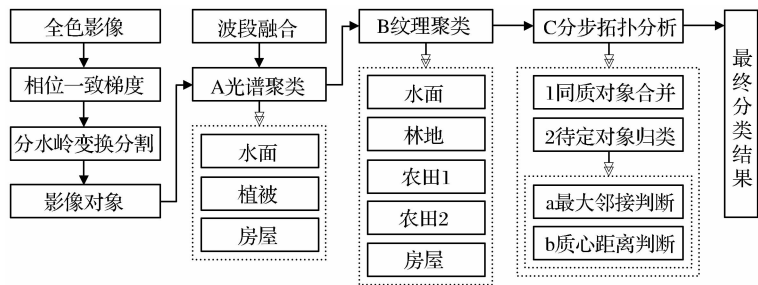 全色影像
相位一致梯度
分水岭变换分割
影像对象
波段融合
A光谱聚类
水面
植被
房屋
B纹理聚类
水面
林地
农田1
农田2
房屋
C分步拓扑分析
1同质对象合并
2待定对象归类
a最大邻接判断
b质心距离判断
最终分类结果